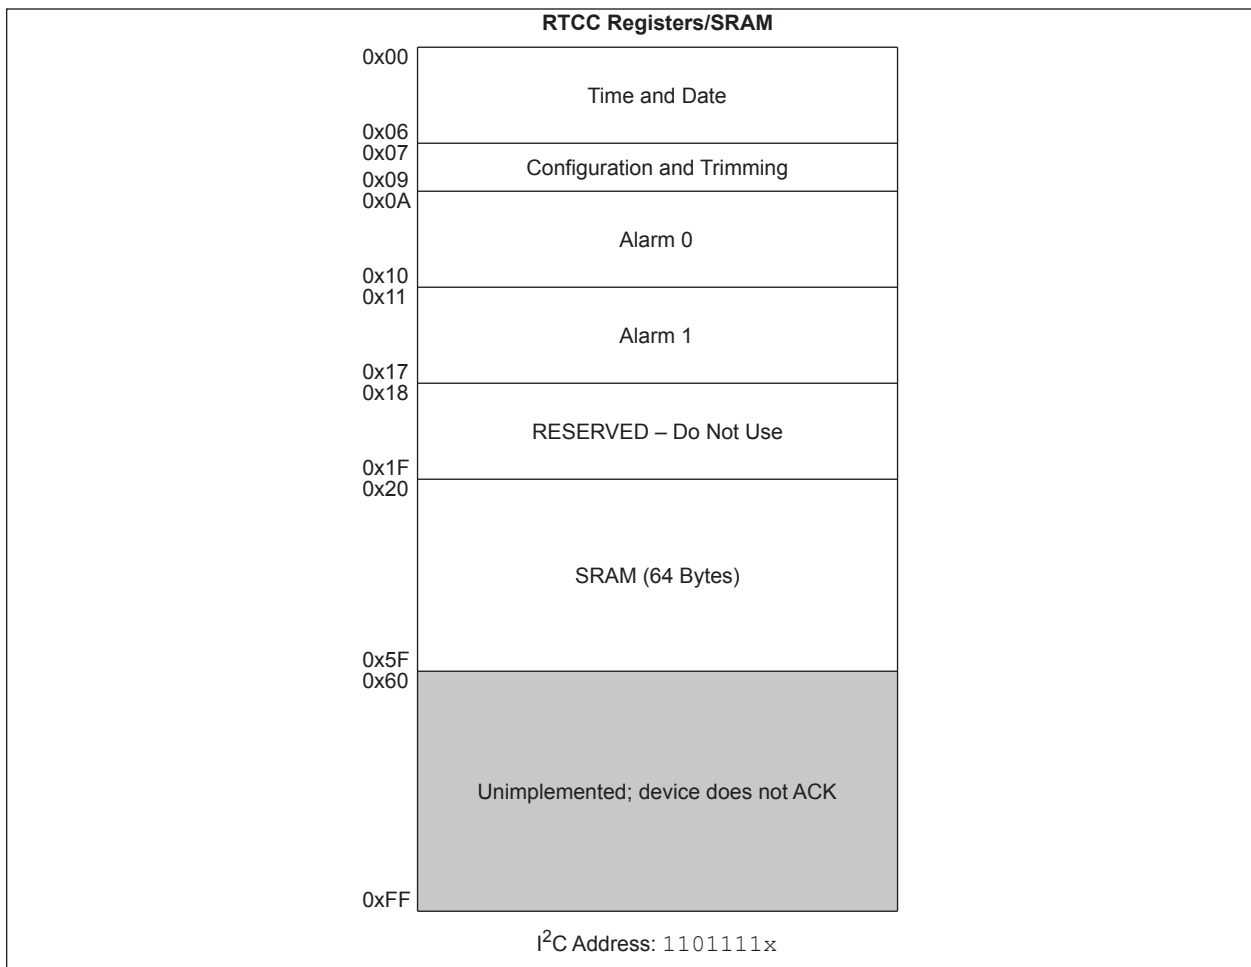 RTCC Registers/SRAM
0x00
Time and Date
0x06
0x07
Configuration and Trimming
0x09
0x0A
Alarm 0
0x10
0x11
Alarm 1
0x17
0x18
RESERVED – Do Not Use
0x1F
0x20
SRAM (64 Bytes)
0x5F
0x60
Unimplemented; device does not ACK
0xFF
I²C Address: 1101111x